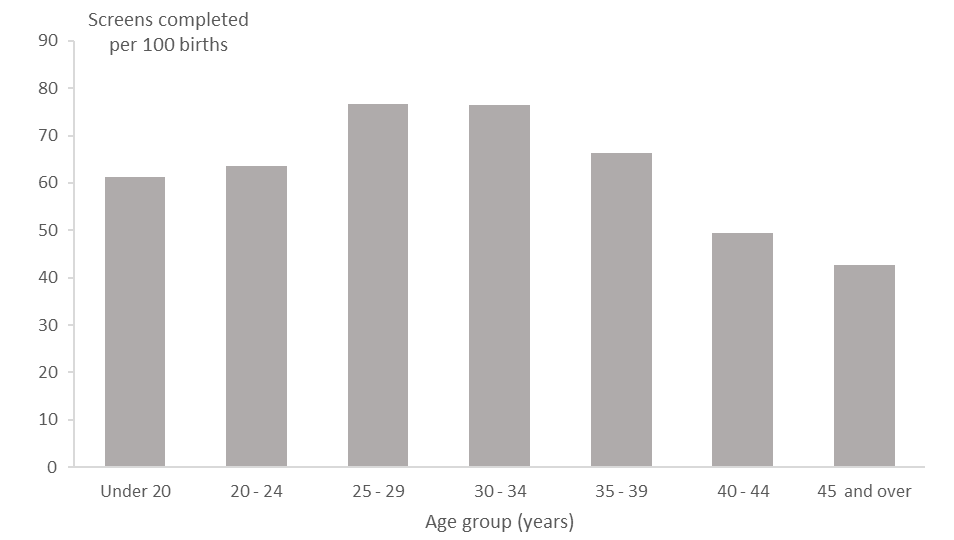 Screens completed
per 100 births
90
80
70
60
50
40
30
20
10
0
Under 20
20 - 24
25 - 29
30 - 34
35 - 39
40 - 44
45 and over
Age group (years)